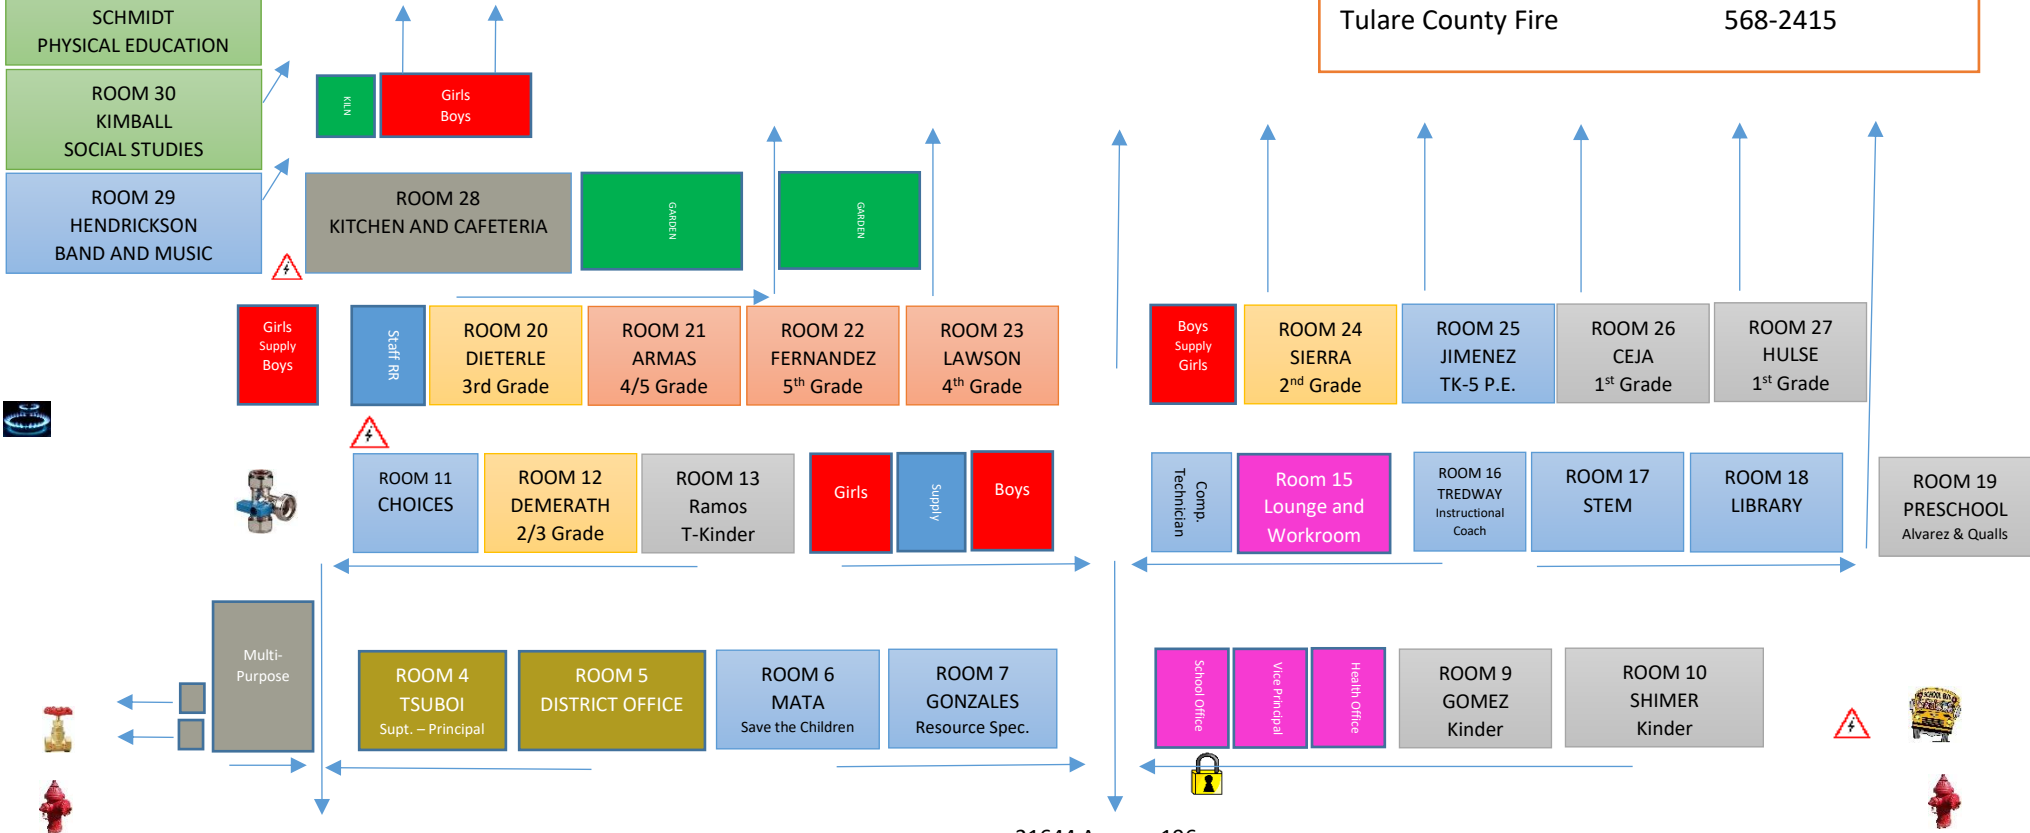 SCHMIDT
PHYSICAL EDUCATION
Tulare County Fire 568-2415
ROOM 30
KIMBALL
SOCIAL STUDIES
KILN
Girls
Boys
ROOM 29
HENDRICKSON
BAND AND MUSIC
ROOM 28
KITCHEN AND CAFETERIA
GARDEN
GARDEN
Girls
Supply
Boys
Staff RR
ROOM 20
DIETERLE
3rd Grade
ROOM 21
ARMAS
4/5 Grade
ROOM 22
FERNANDEZ
5th Grade
ROOM 23
LAWSON
4th Grade
Boys
Supply
Girls
ROOM 24
SIERRA
2nd Grade
ROOM 25
JIMENEZ
TK-5 P.E.
ROOM 26
CEJA
1st Grade
ROOM 27
HULSE
1st Grade
ROOM 11
CHOICES
ROOM 12
DEMERATH
2/3 Grade
ROOM 13
Ramos
T-Kinder
Girls
Supply
Boys
Comp.
Technician
Room 15
Lounge and
Workroom
ROOM 16
TREDWAY
Instructional
Coach
ROOM 17
STEM
ROOM 18
LIBRARY
ROOM 19
PRESCHOOL
Alvarez & Qualls
Multi-
Purpose
ROOM 4
TSUBOI
Supt. – Principal
ROOM 5
DISTRICT OFFICE
ROOM 6
MATA
Save the Children
ROOM 7
GONZALES
Resource Spec.
School Office
Vice Principal
Health Office
ROOM 9
GOMEZ
Kinder
ROOM 10
SHIMER
Kinder
SCHOOL BUS